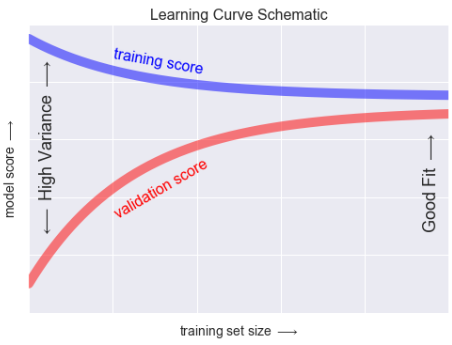 Learning Curve Schematic
training score
← High Variance →
validation score
Good Fit →
model score →
training set size →